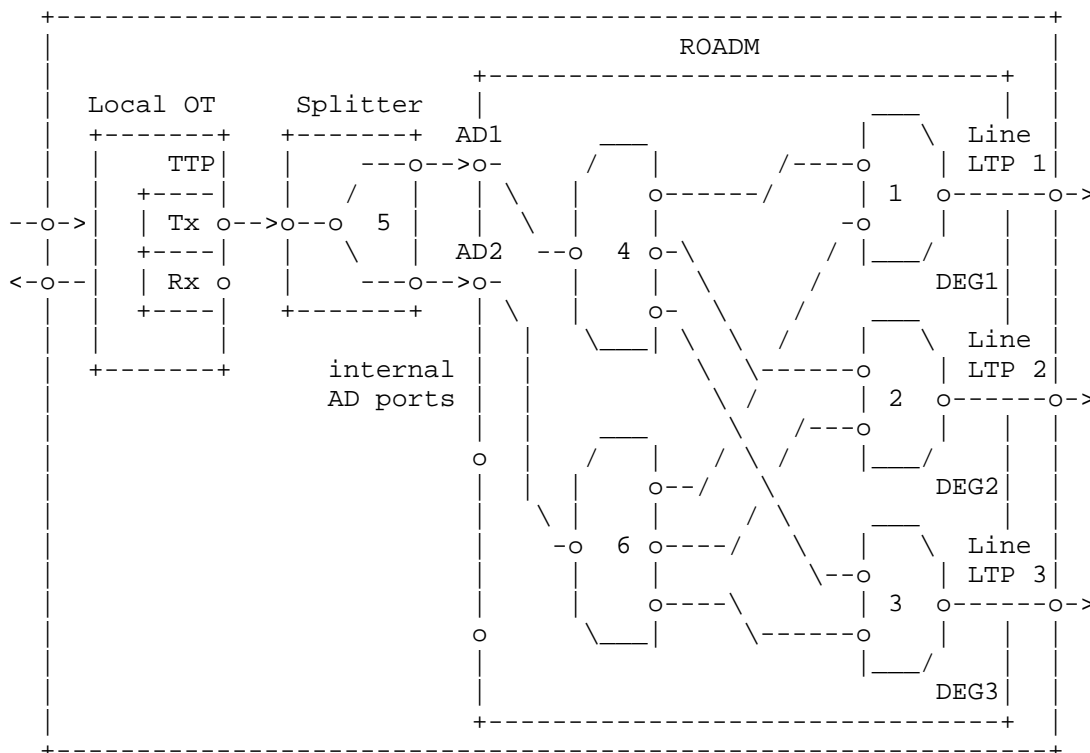 ROADM
Local OT Splitter
AD1 Line
TTP LTP 1
1
Tx 5
AD2 4
Rx DEG1
Line
internal LTP 2
AD ports 2
DEG2
6 Line
LTP 3
3
DEG3